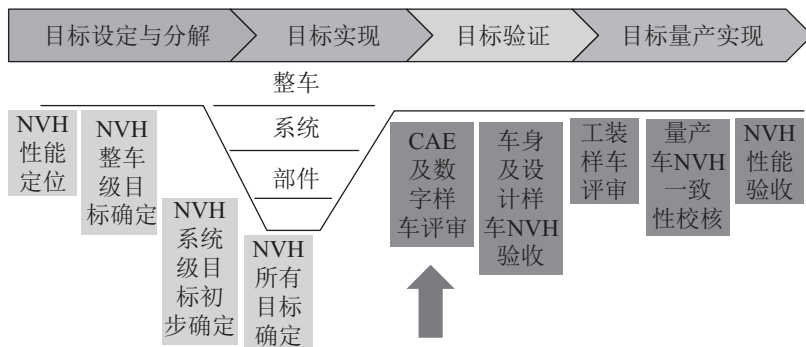 目标设定与分解
目标实现
目标验证
目标量产实现
整车
系统
部件
NVH
性能
定位
NVH
整车
级目
标确定
NVH
系统
级目
标初
步确定
NVH
所有
目标
确定
CAE
及数
字样
车评审
车身
及设
计样
车NVH
验收
工装
样车
评审
量产
车NVH
一致
性校核
NVH
性能
验收